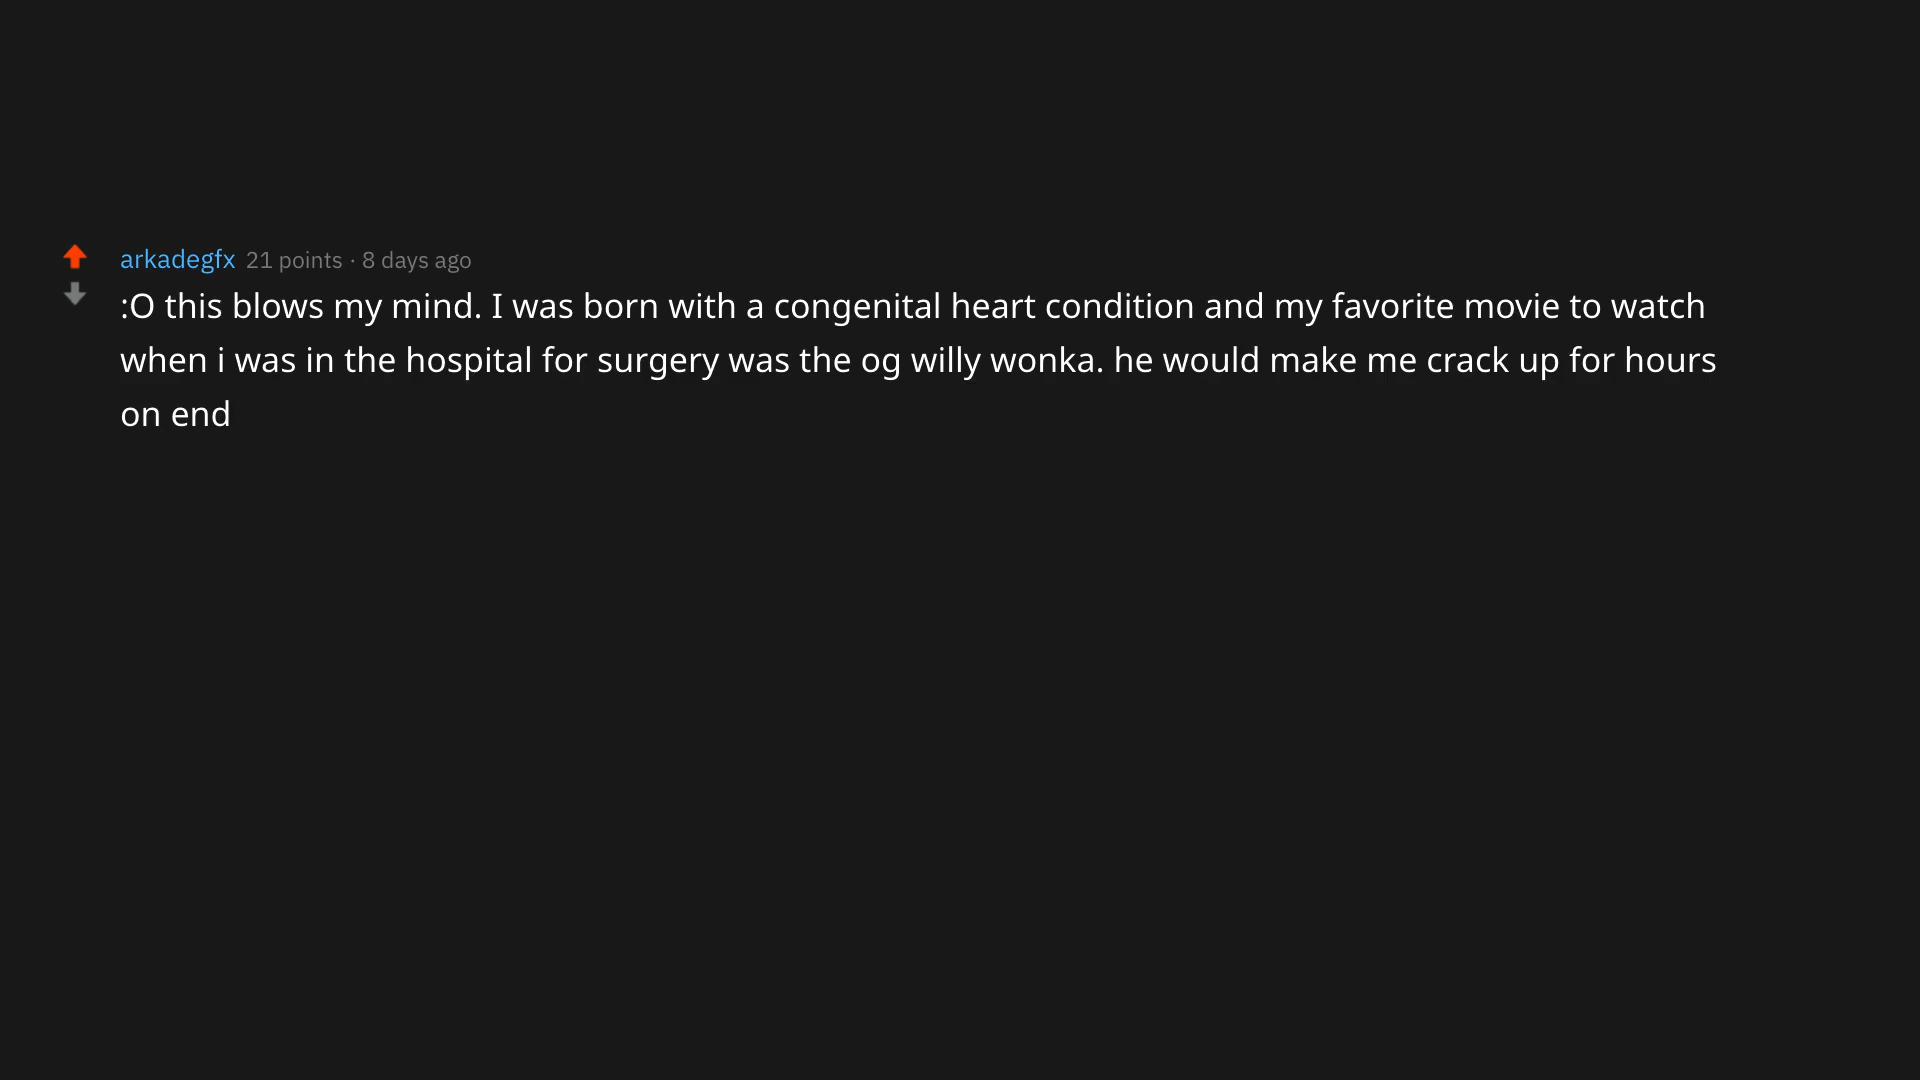 arkadegfx 21 points · 8 days ago
:O this blows my mind. I was born with a congenital heart condition and my favorite movie to watch
when i was in the hospital for surgery was the og willy wonka. he would make me crack up for hours
on end